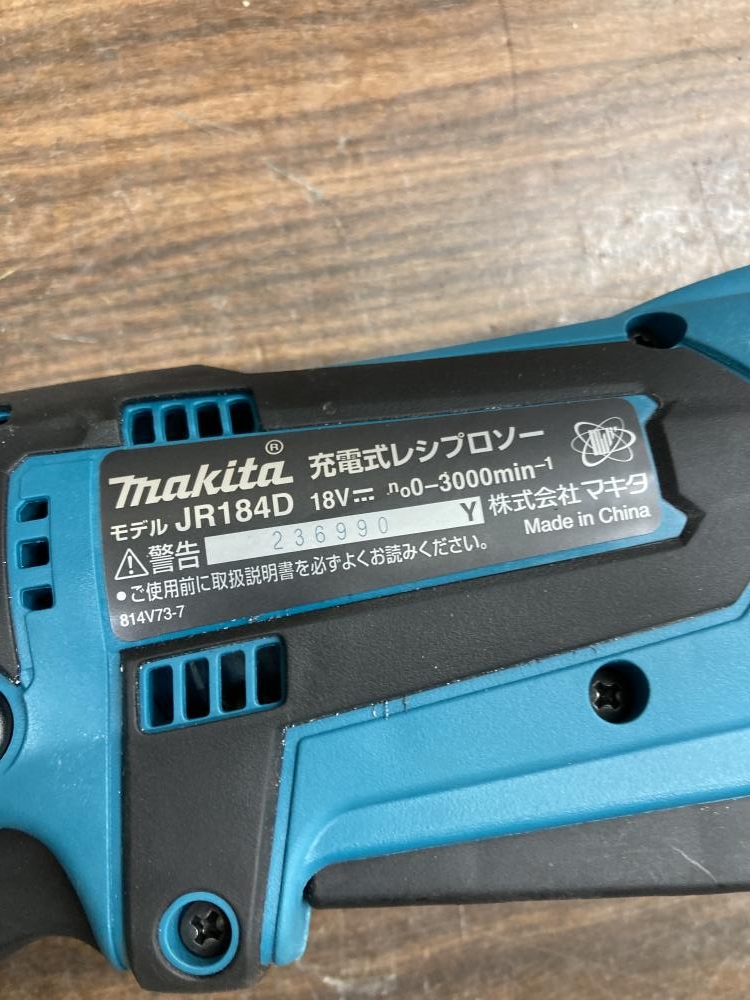 makita® 充電式レシプロソー
モデル JR184D 18V⎓ n₀0-3000min⁻¹
⚠警告 236990 Y 株式会社マキタ
●ご使用前に取扱説明書を必ずよくお読みください。 Made in China
814V73-7